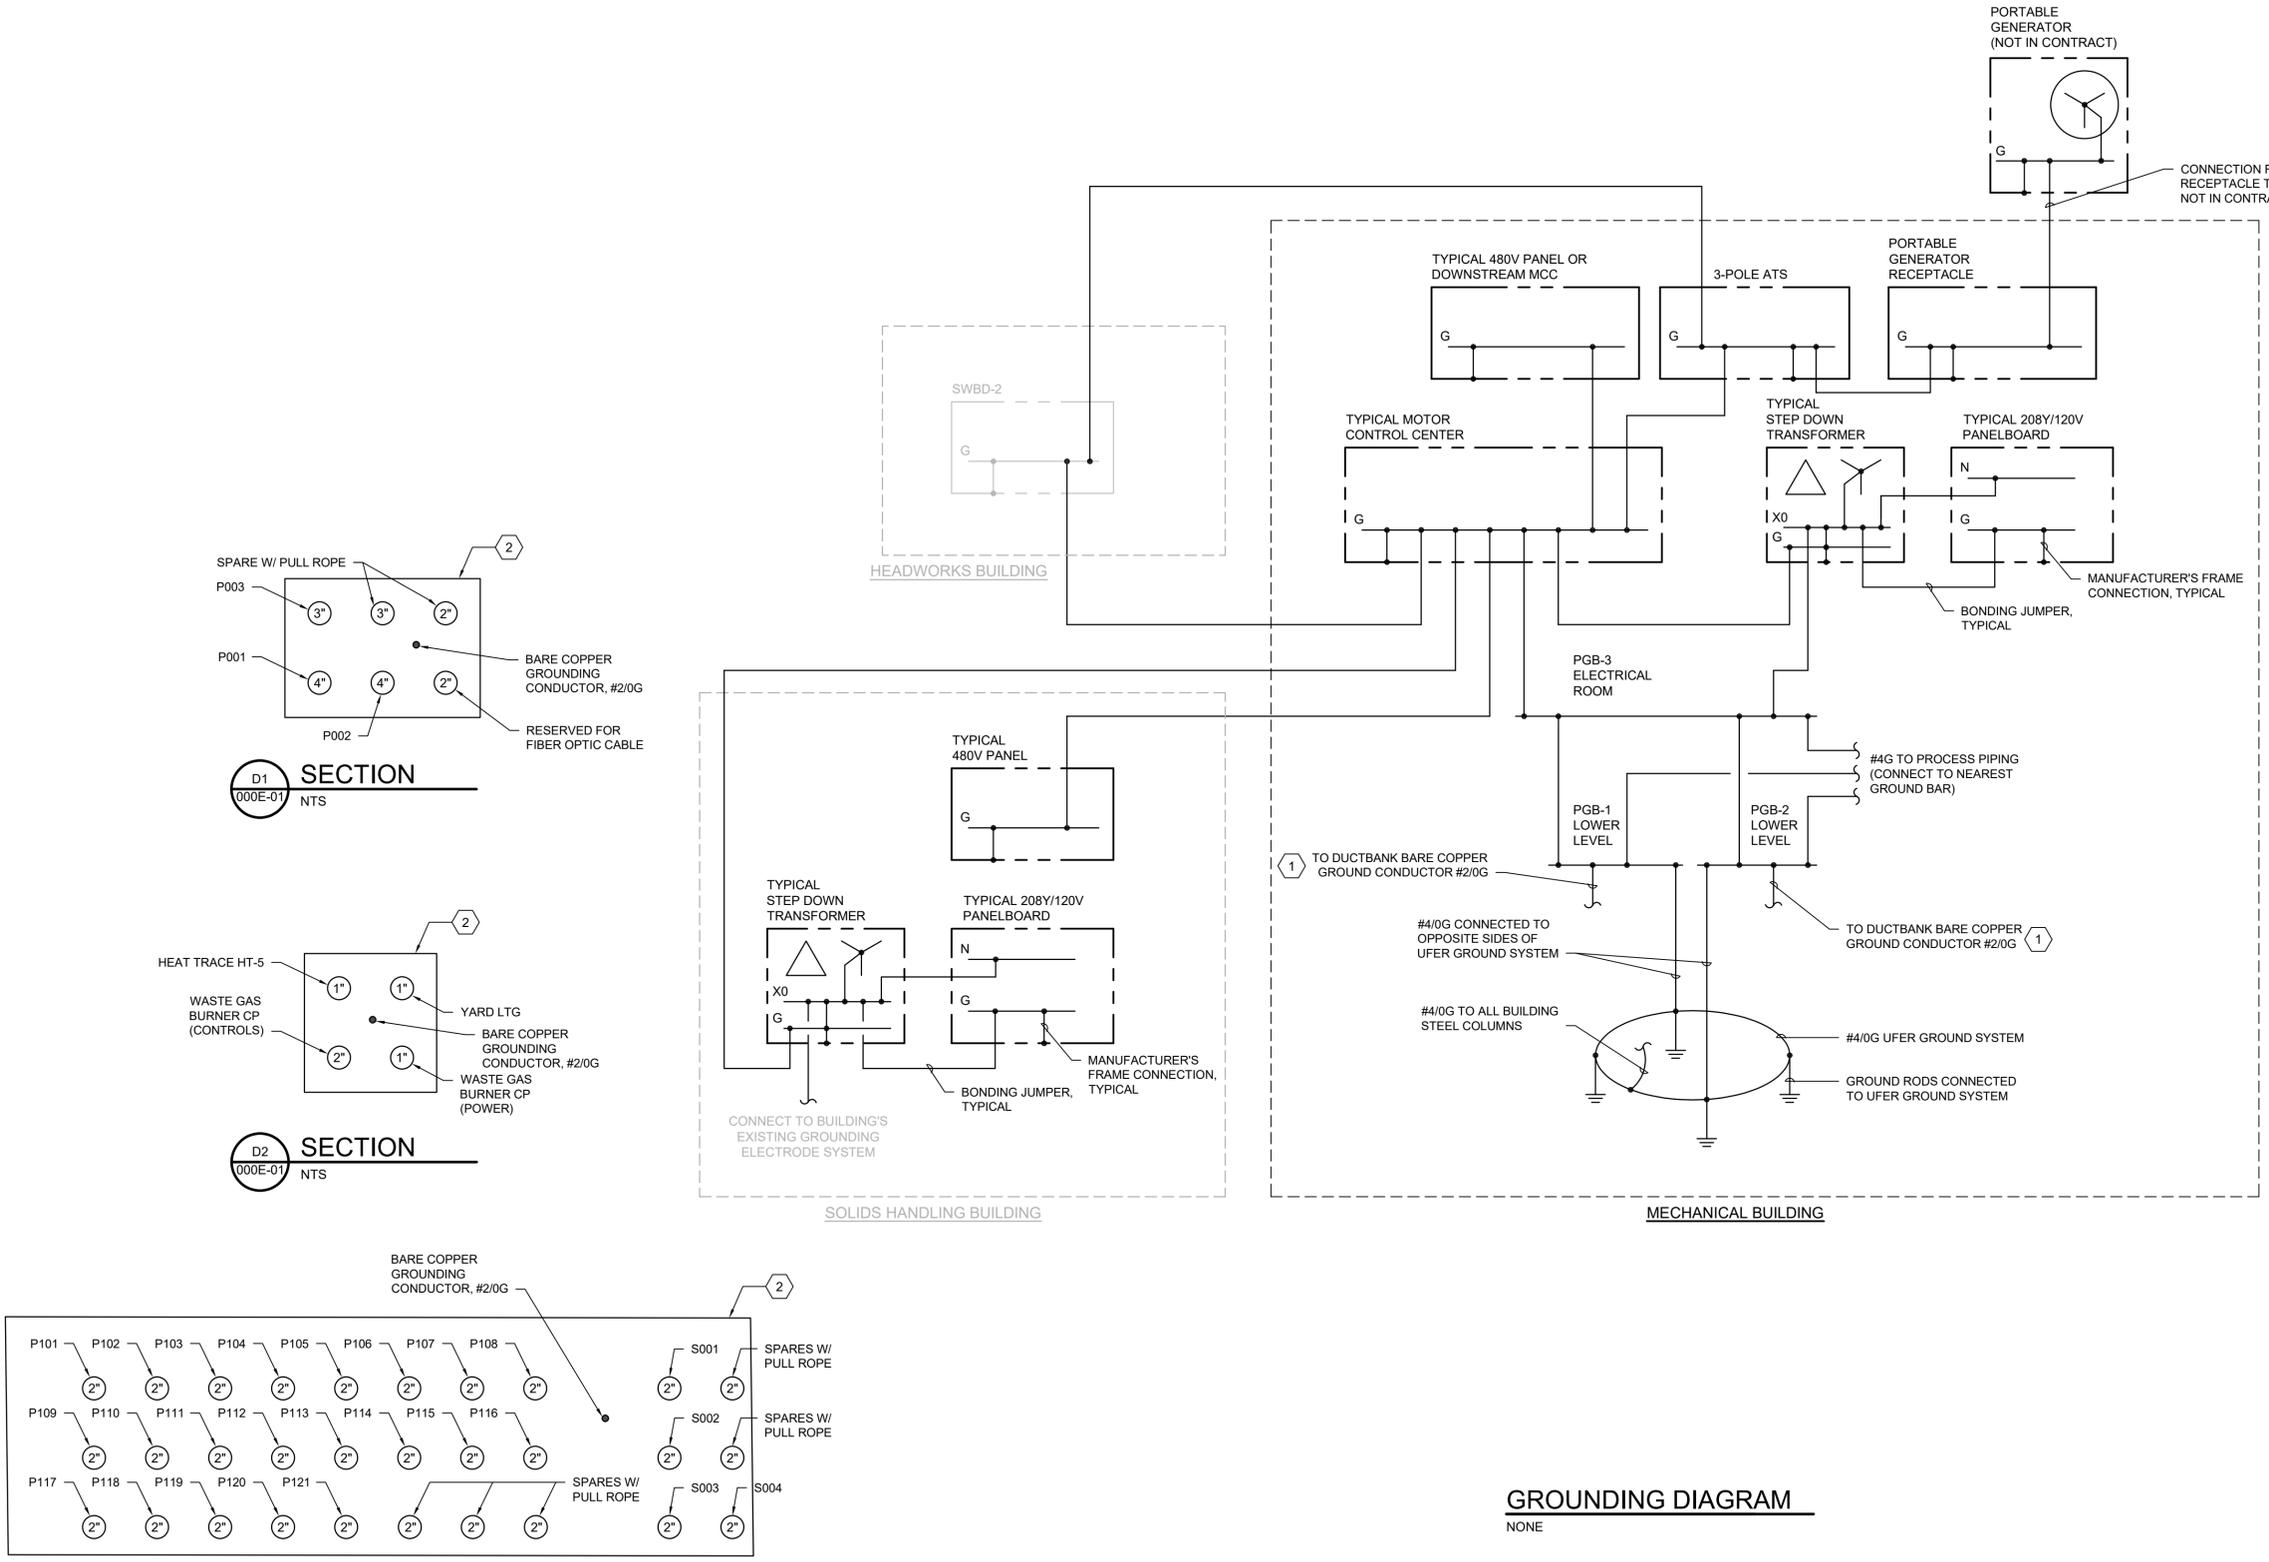 PORTABLE
GENERATOR
(NOT IN CONTRACT)
G
CONNECTION
RECEPTACLE
NOT IN
PORTABLE
GENERATOR
RECEPTACLE
G
3-POLE ATS
G
TYPICAL 480V PANEL OR
DOWNSTREAM MCC
G
SWBD-2
G
HEADWORKS BUILDING
TYPICAL MOTOR
CONTROL CENTER
G
TYPICAL
STEP DOWN
TRANSFORMER
X0
G
TYPICAL 208Y/120V
PANELBOARD
N
G
MANUFACTURER'S FRAME
CONNECTION, TYPICAL
BONDING JUMPER,
TYPICAL
PGB-3
ELECTRICAL
ROOM
#4G TO PROCESS PIPING
(CONNECT TO NEAREST
GROUND BAR)
PGB-1
LOWER
LEVEL
PGB-2
LOWER
LEVEL
1
TO DUCTBANK BARE COPPER
GROUND CONDUCTOR #2/0G
#4/0G CONNECTED TO
OPPOSITE SIDES OF
UFER GROUND SYSTEM
TO DUCTBANK BARE COPPER
GROUND CONDUCTOR #2/0G
1
#4/0G TO ALL BUILDING
STEEL COLUMNS
#4/0G UFER GROUND SYSTEM
GROUND RODS CONNECTED
TO UFER GROUND SYSTEM
MECHANICAL BUILDING
TYPICAL
480V PANEL
G
TYPICAL
STEP DOWN
TRANSFORMER
X0
G
TYPICAL 208Y/120V
PANELBOARD
N
G
MANUFACTURER'S
FRAME CONNECTION,
TYPICAL
BONDING JUMPER,
TYPICAL
CONNECT TO BUILDING'S
EXISTING GROUNDING
ELECTRODE SYSTEM
SOLIDS HANDLING BUILDING
2
SPARE W/ PULL ROPE
P003
3" 3" 2"
P001
BARE COPPER
GROUNDING
CONDUCTOR, #2/0G
4" 4" 2"
P002
RESERVED FOR
FIBER OPTIC CABLE
D1
000E-01
SECTION
NTS
2
HEAT TRACE HT-5
1" 1"
YARD LTG
WASTE GAS
BURNER CP
(CONTROLS)
BARE COPPER
GROUNDING
CONDUCTOR, #2/0G
2" 1"
WASTE GAS
BURNER CP
(POWER)
D2
000E-01
SECTION
NTS
BARE COPPER
GROUNDING
CONDUCTOR, #2/0G
2
P101 P102 P103 P104 P105 P106 P107 P108 S001 SPARES W/
PULL ROPE
2" 2" 2" 2" 2" 2" 2" 2" 2" 2"
P109 P110 P111 P112 P113 P114 P115 P116 S002 SPARES W/
PULL ROPE
2" 2" 2" 2" 2" 2" 2" 2" 2" 2"
P117 P118 P119 P120 P121 SPARES W/
PULL ROPE
S003 S004
2" 2" 2" 2" 2" 2" 2" 2" 2" 2"
GROUNDING DIAGRAM
NONE